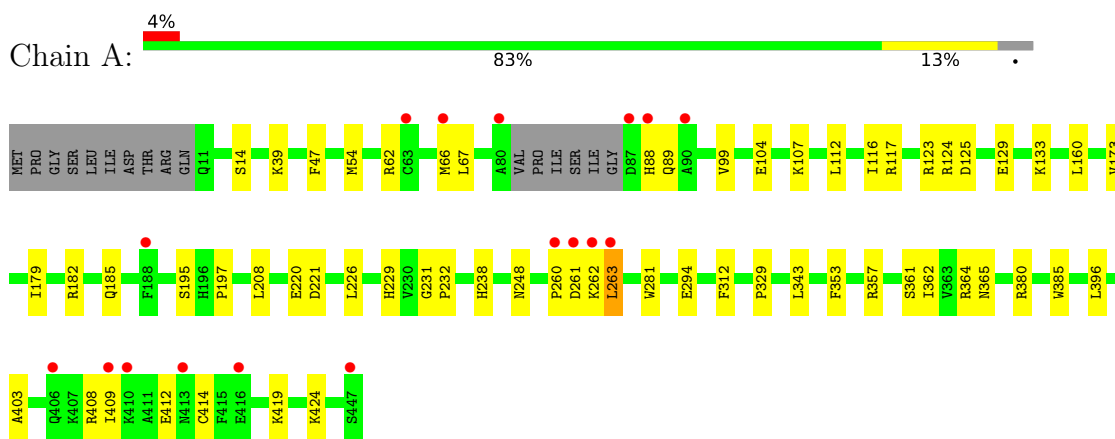 4%
Chain A:
83% 13% •
MET PRO GLY SER LEU ILE ASP THR ARG GLN Q11 S14 K39 F47 M54 R62 C63 M66 L67 A80 VAL PRO ILE SER ILE GLY D87 H88 Q89 A90 V99 E104 K107 L112 I116 R117 R123 R124 D125 E129 K133 L160
I179 R182 Q185 F188 S195 H196 P197 L208 E220 D221 L226 H229 V230 G231 P232 H238 N248 P260 D261 K262 L263 W281 E294 F312 P329 L343 F353 R357 S361 I362 V363 R364 N365 R380 W385 L396
A403 Q406 K407 R408 I409 K410 A411 E412 N413 C414 F415 E416 K419 K424 S447